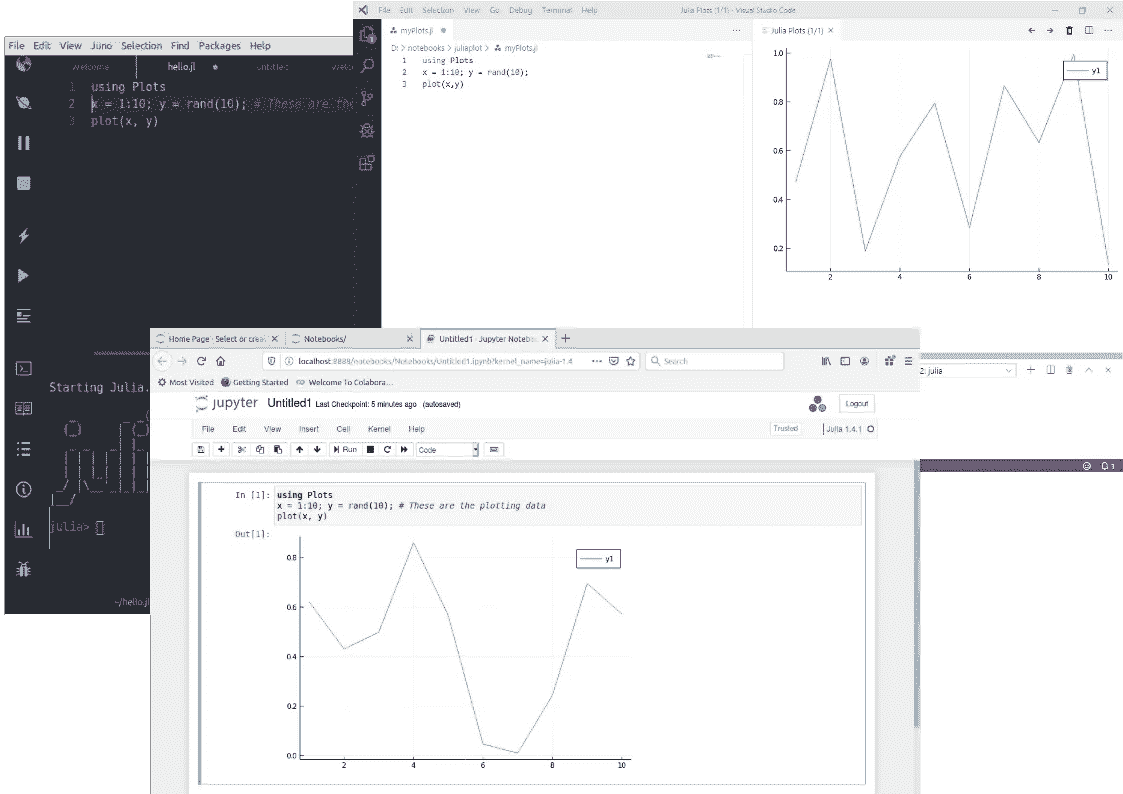 File Edit Selection View Go Debug Terminal Help
Julia Plots (1/1) - Visual Studio Code
myPlots.jl
Julia Plots (1/1)
D: > notebooks > juliaplot > myPlots.jl
1 using Plots
2 x = 1:10; y = rand(10);
3 plot(x,y)
y1
1.0
0.8
0.6
0.4
0.2
2 4 6 8 10
File Edit View Juno Selection Find Packages Help
Welcome hello.jl untitled
1 using Plots
2 x = 1:10; y = rand(10); # These are the
3 plot(x, y)
Starting Julia.
julia>
~/hello.jl
2: julia
1
Home Page - Select or creat
Notebooks/
Untitled1 - Jupyter Notebo
localhost:8888/notebooks/Notebooks/Untitled1.ipynb?kernel_name=julia-1.4
Search
Most Visited Getting Started Welcome To Colabora...
jupyter Untitled1 Last Checkpoint: 5 minutes ago (autosaved)
Logout
File Edit View Insert Cell Kernel Help
Trusted Julia 1.4.1
Run Code
In [1]: using Plots
x = 1:10; y = rand(10); # These are the plotting data
plot(x, y)
Out[1]:
y1
0.8
0.6
0.4
0.2
0.0
2 4 6 8 10